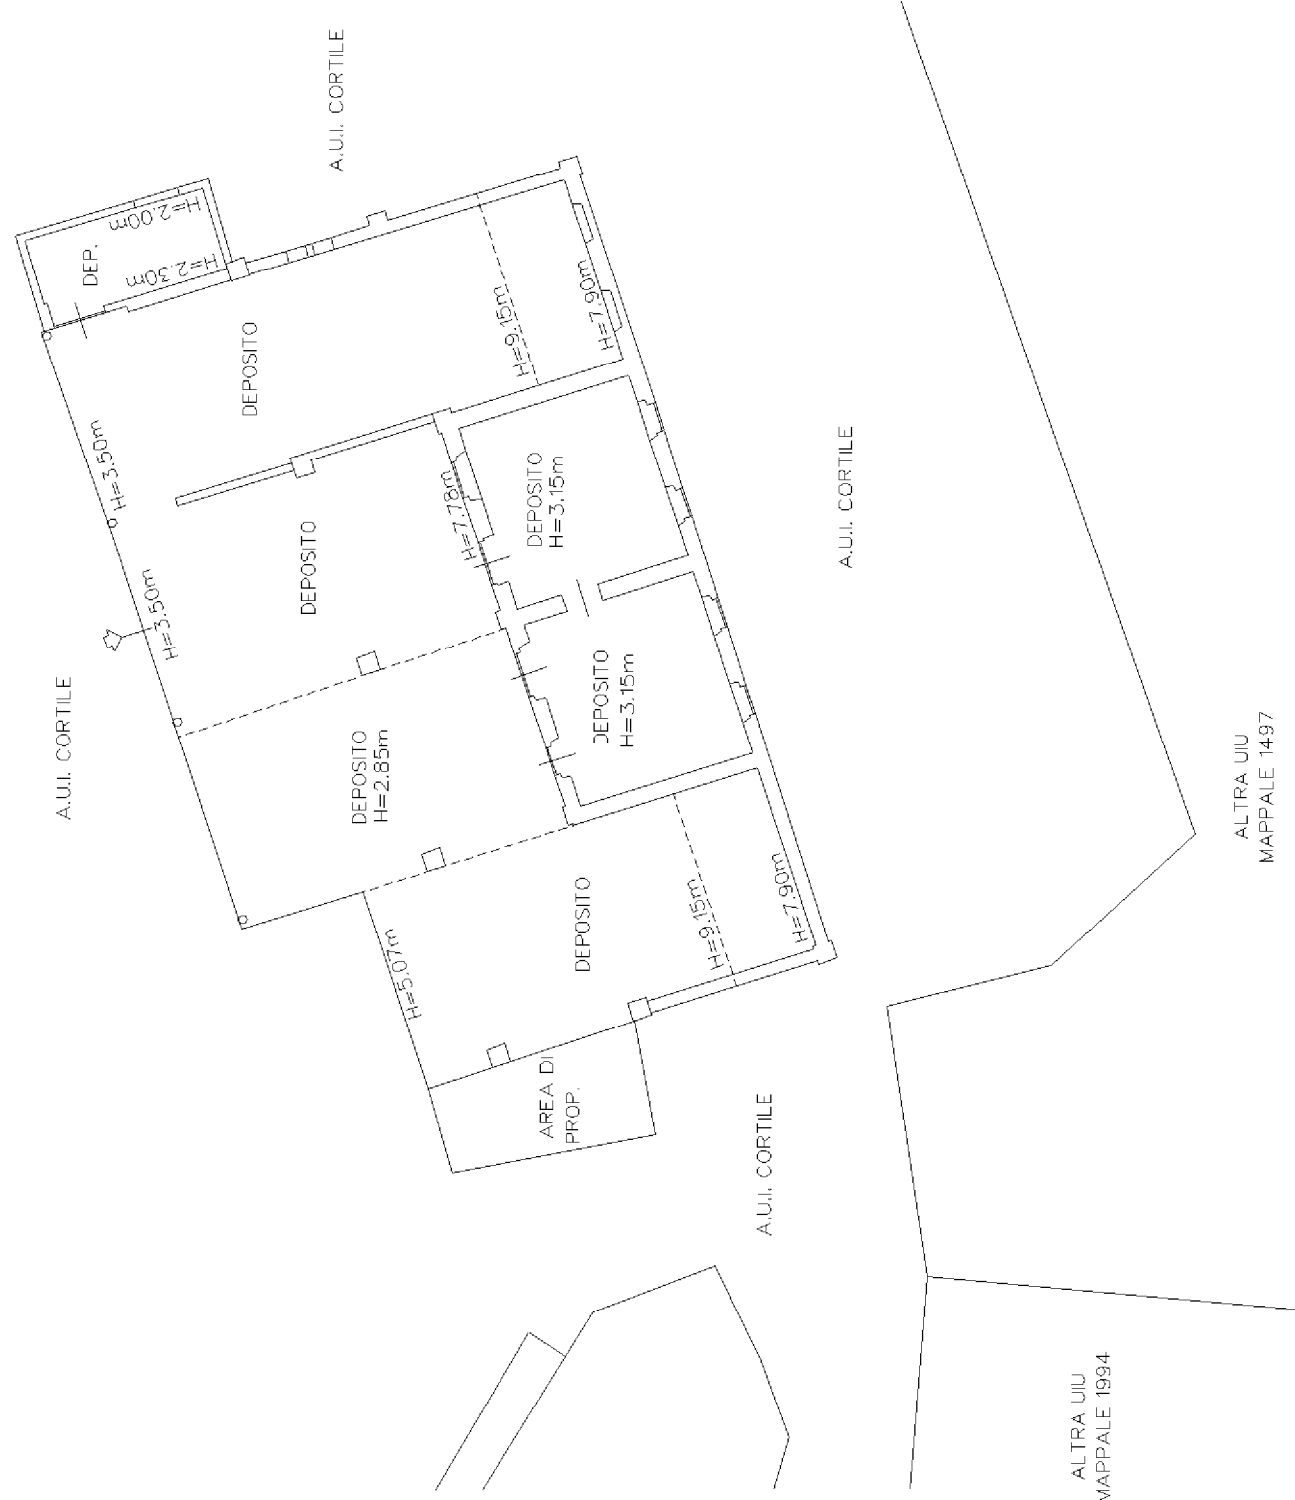 A.U.I. CORTILE
H=2.00m
DEP.
H=2.30m
DEPOSITO
H=9.15m
H=7.90m
H=3.50m
DEPOSITO
H=7.78m
DEPOSITO
H=3.15m
A.U.I. CORTILE
H=3.50m
A.U.I. CORTILE
DEPOSITO
H=2.85m
DEPOSITO
H=3.15m
DEPOSITO
H=9.15m
H=7.90m
H=5.07m
AREA DI
PROP.
A.U.I. CORTILE
ALTRA UIU
MAPPALE 1497
ALTRA UIU
MAPPALE 1994